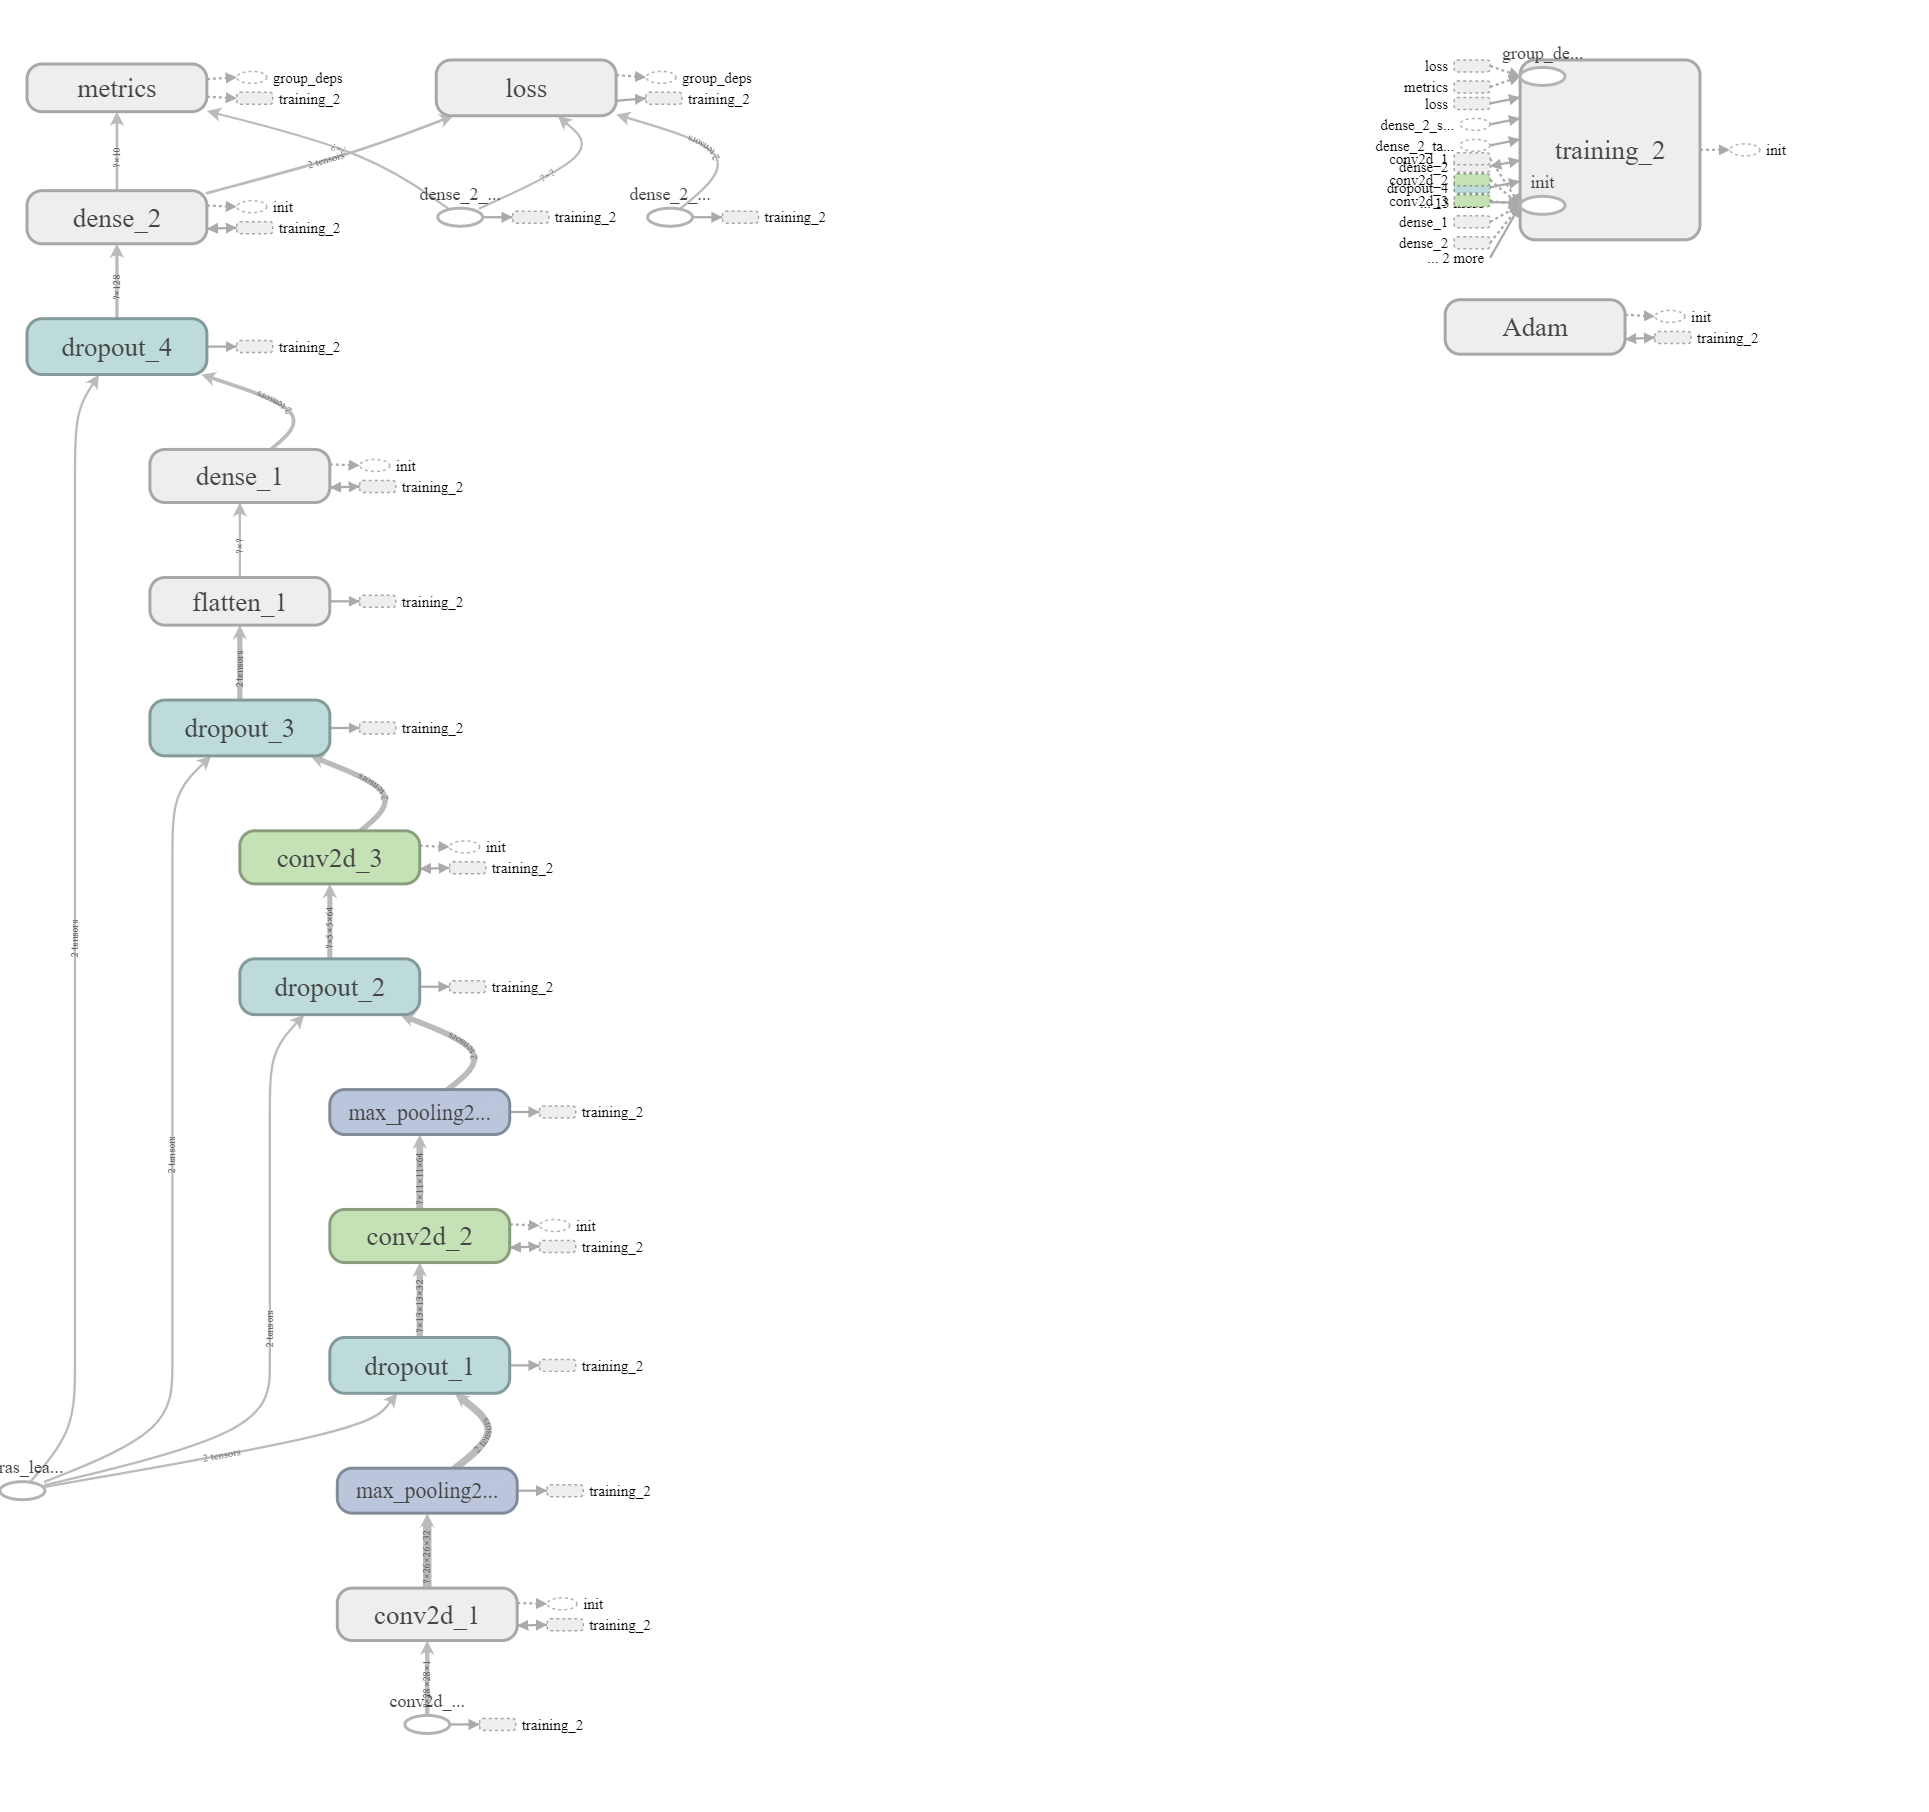 metrics
group_deps
training_2
loss
group_deps
training_2
?×10
?×?
2 tensors
?×?
2 tensors
dense_2
init
training_2
dense_2_...
training_2
dense_2_...
training_2
?×128
dropout_4
training_2
2 tensors
dense_1
init
training_2
?×?
flatten_1
training_2
2 tensors
dropout_3
training_2
2 tensors
conv2d_3
init
training_2
?×5×5×64
2 tensors
dropout_2
training_2
2 tensors
max_pooling2...
training_2
?×11×11×64
2 tensors
conv2d_2
init
training_2
?×13×13×32
2 tensors
dropout_1
training_2
2 tensors
2 tensors
ras_lea...
max_pooling2...
training_2
?×26×26×32
conv2d_1
init
training_2
?×28×28×1
conv2d_...
training_2
group_de...
loss
metrics
loss
dense_2_s...
dense_2_ta...
conv2d_1
dense_2
conv2d_2
dropout_4
conv2d_3
... 13 more
dense_1
dense_2
... 2 more
training_2
init
init
Adam
init
training_2